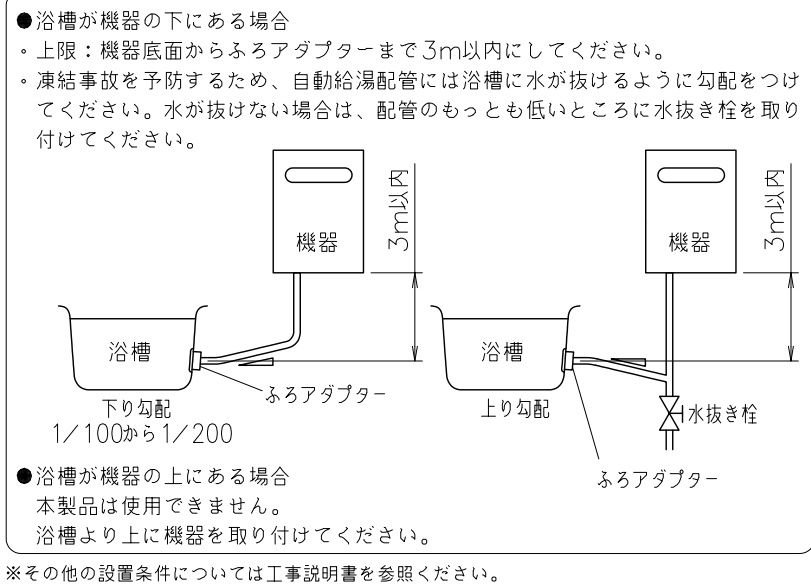 ●浴槽が機器の下にある場合
◦上限：機器底面からふろアダプターまで3m以内にしてください。
◦凍結事故を予防するため、自動給湯配管には浴槽に水が抜けるように勾配をつけ
てください。水が抜けない場合は、配管のもっとも低いところに水抜き栓を取り
付けてください。
機器
3m以内
浴槽
ふろアダプター
下り勾配
1/100から1/200
機器
3m以内
浴槽
上り勾配
水抜き栓
ふろアダプター
●浴槽が機器の上にある場合
本製品は使用できません。
浴槽より上に機器を取り付けてください。
※その他の設置条件については工事説明書を参照ください。